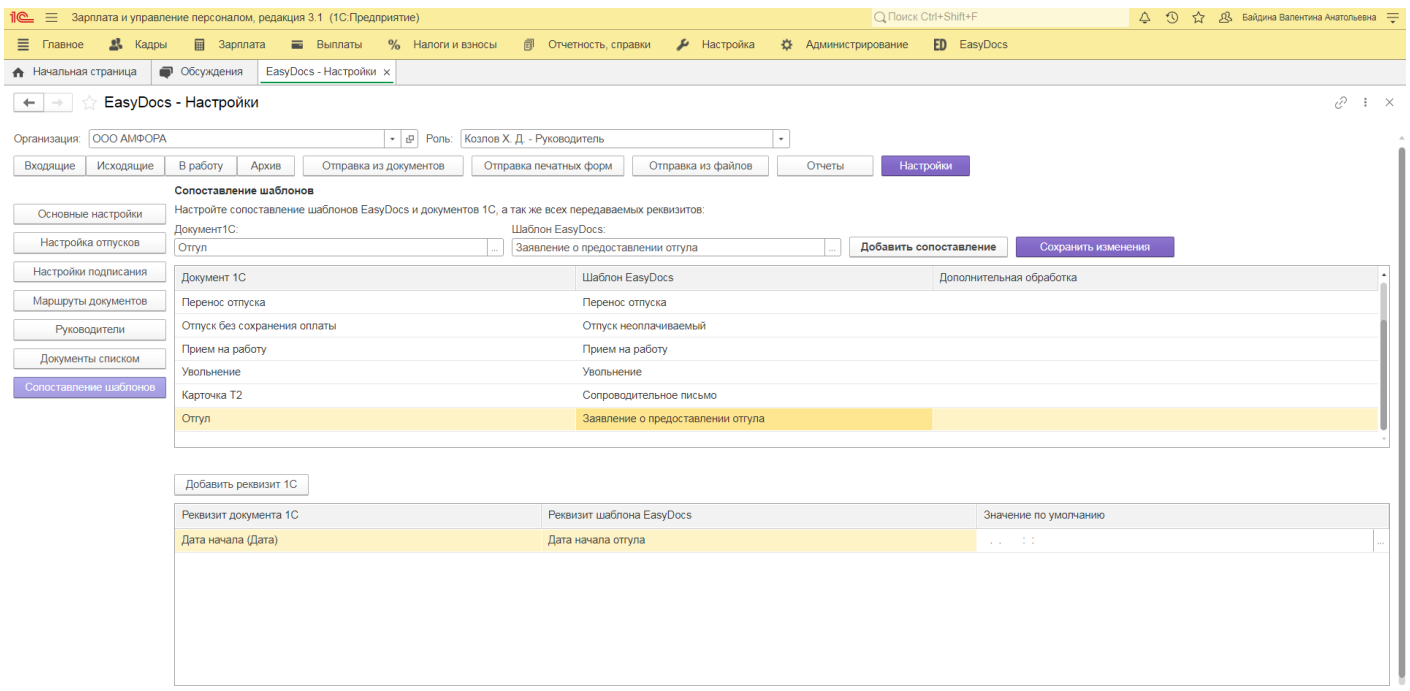 1С Зарплата и управление персоналом, редакция 3.1 (1С:Предприятие) Поиск Ctrl+Shift+F Байдина Валентина Анатольевна
Главное Кадры Зарплата Выплаты % Налоги и взносы Отчетность, справки Настройка Администрирование ED EasyDocs
Начальная страница Обсуждения EasyDocs - Настройки ×
EasyDocs - Настройки
Организация: ООО АМФОРА Роль: Козлов Х. Д. - Руководитель
Входящие Исходящие В работу Архив Отправка из документов Отправка печатных форм Отправка из файлов Отчеты Настройки
Сопоставление шаблонов
Основные настройки Настройте сопоставление шаблонов EasyDocs и документов 1С, а так же всех передаваемых реквизитов:
Документ1С: Шаблон EasyDocs:
Настройка отпусков Отгул ... Заявление о предоставлении отгула ... Добавить сопоставление Сохранить изменения
Настройки подписания Документ 1С Шаблон EasyDocs Дополнительная обработка
Маршруты документов Перенос отпуска Перенос отпуска
Руководители Отпуск без сохранения оплаты Отпуск неоплачиваемый
Прием на работу Прием на работу
Документы списком Увольнение Увольнение
Сопоставление шаблонов Карточка Т2 Сопроводительное письмо
Отгул Заявление о предоставлении отгула
Добавить реквизит 1С
Реквизит документа 1С Реквизит шаблона EasyDocs Значение по умолчанию
Дата начала (Дата) Дата начала отгула . . : : ...